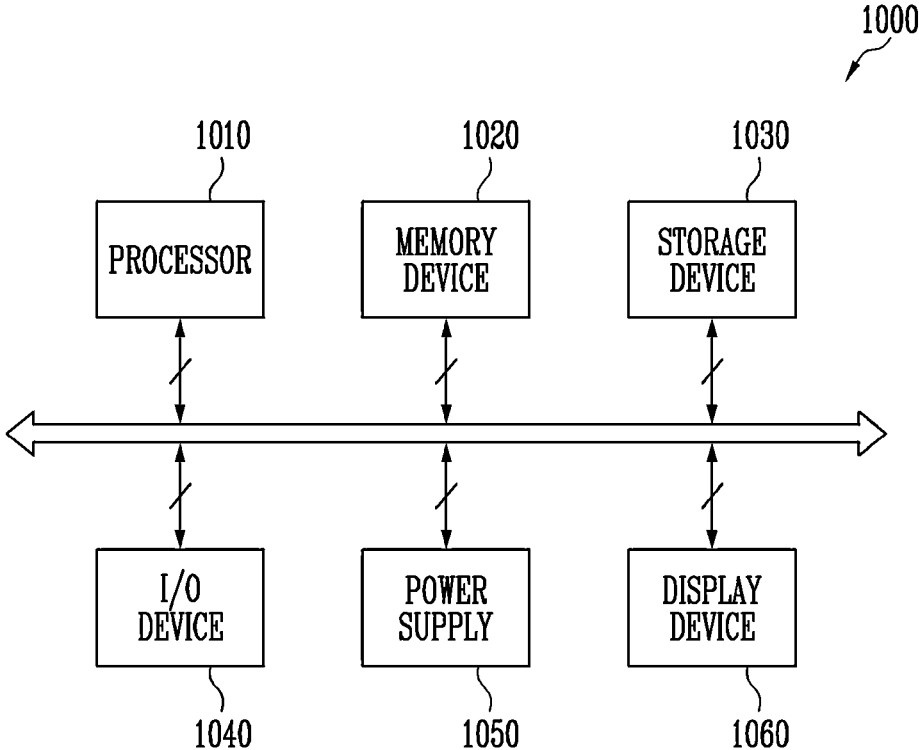 1000
1010
1020
1030
PROCESSOR
MEMORY
DEVICE
STORAGE
DEVICE
I/O
DEVICE
POWER
SUPPLY
DISPLAY
DEVICE
1040
1050
1060